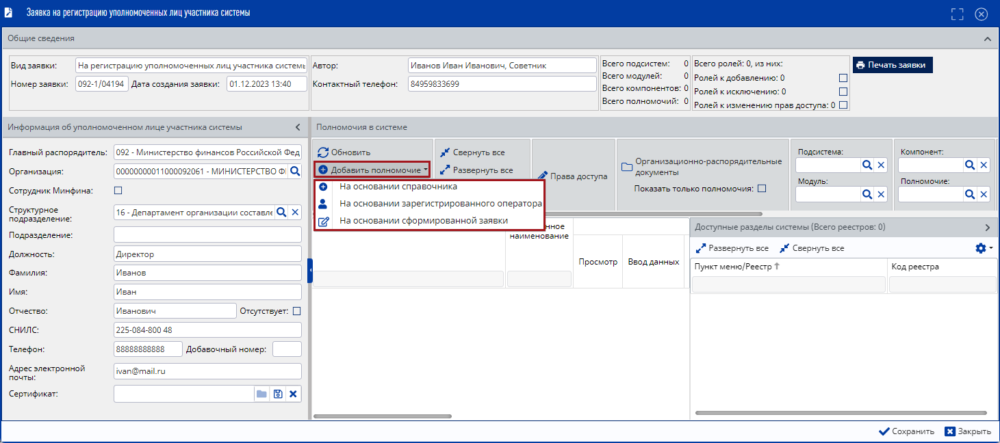 Заявка на регистрацию уполномоченных лиц участника системы
Общие сведения
Вид заявки: На регистрацию уполномоченных лиц участника системы
Номер заявки: 092-1/04194 Дата создания заявки: 01.12.2023 13:40
Автор: Иванов Иван Иванович, Советник
Контактный телефон: 84959833699
Всего подсистем: 0
Всего модулей: 0
Всего компонентов: 0
Всего полномочий: 0
Всего ролей: 0, из них:
Ролей к добавлению: 0
Ролей к исключению: 0
Ролей к изменению прав доступа: 0
Печать заявки
Информация об уполномоченном лице участника системы
Главный распорядитель: 092 - Министерство финансов Российской Фед
Организация: 00000000011000092061 - МИНИСТЕРСТВО ФІ
Сотрудник Минфина:
Структурное
подразделение:
16 - Департамент организации составле
Подразделение:
Должность: Директор
Фамилия: Иванов
Имя: Иван
Отчество: Иванович Отсутствует:
СНИЛС: 225-084-800 48
Телефон: 88888888888 Добавочный номер:
Адрес электронной
почты:
ivan@mail.ru
Сертификат:
Полномочия в системе
Обновить
Добавить полномочие
Свернуть все
Развернуть все
Права доступа
Организационно-распорядительные
документы
Показать только полномочия:
Подсистема:
Модуль:
Компонент:
Полномочие:
На основании справочника
На основании зарегистрированного оператора
На основании сформированной заявки
нное
наименование
Просмотр
Ввод данных
Доступные разделы системы (Всего реестров: 0)
Развернуть все Свернуть все
Пункт меню/Реестр↑ Код реестра
Сохранить Закрыть